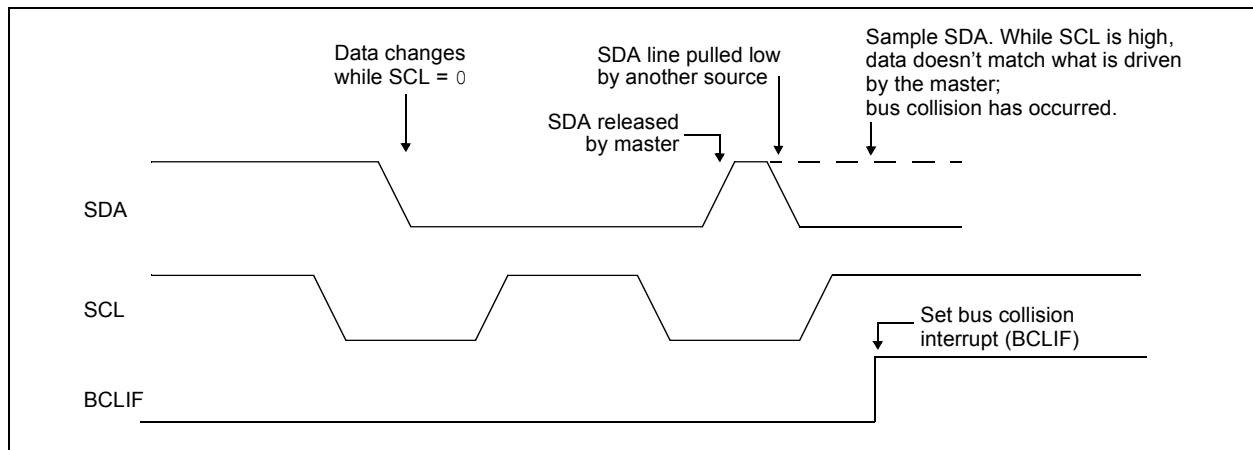 Data changes
while SCL = 0
SDA line pulled low
by another source
SDA released
by master
Sample SDA. While SCL is high,
data doesn’t match what is driven
by the master;
bus collision has occurred.
SDA
SCL
Set bus collision
interrupt (BCLIF)
BCLIF